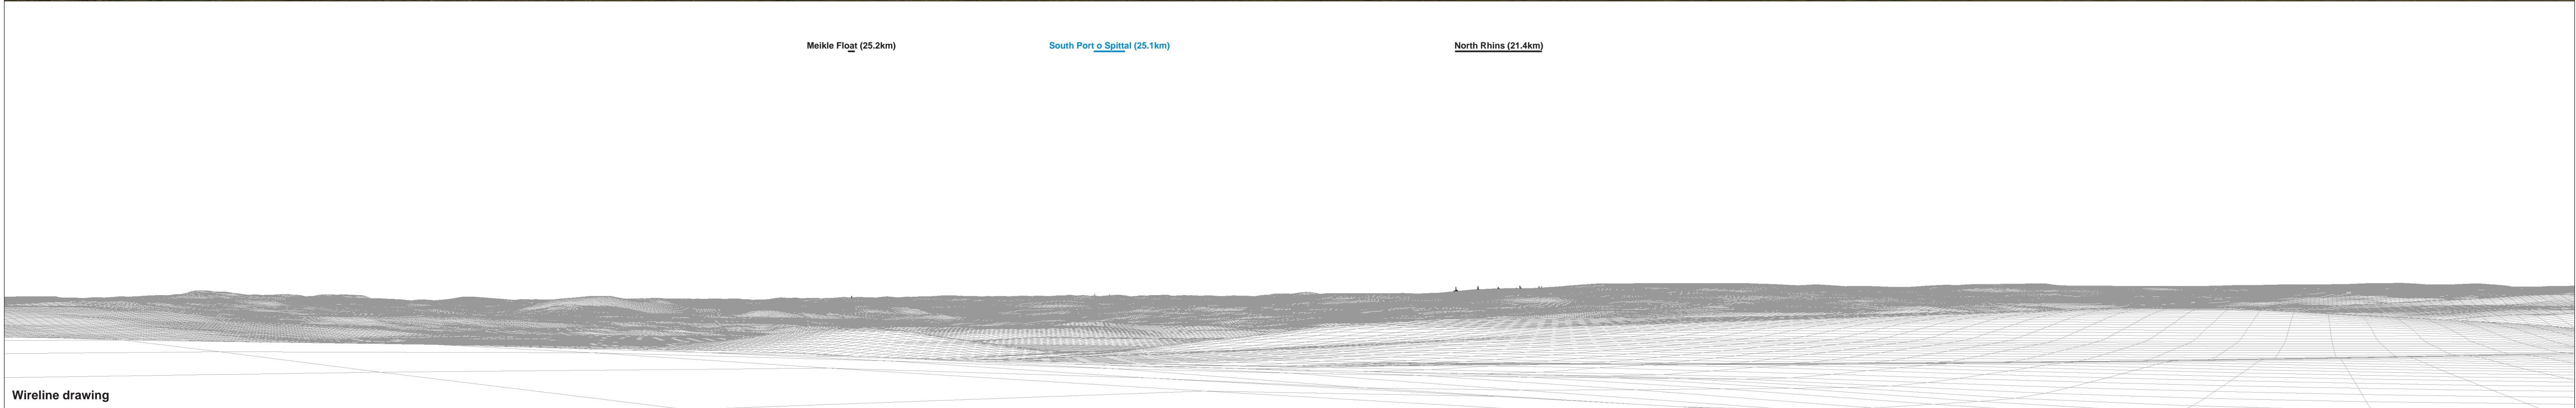 Meikle Float (25.2km)
South Port o Spittal (25.1km)
North Rhins (21.4km)
Wireline drawing